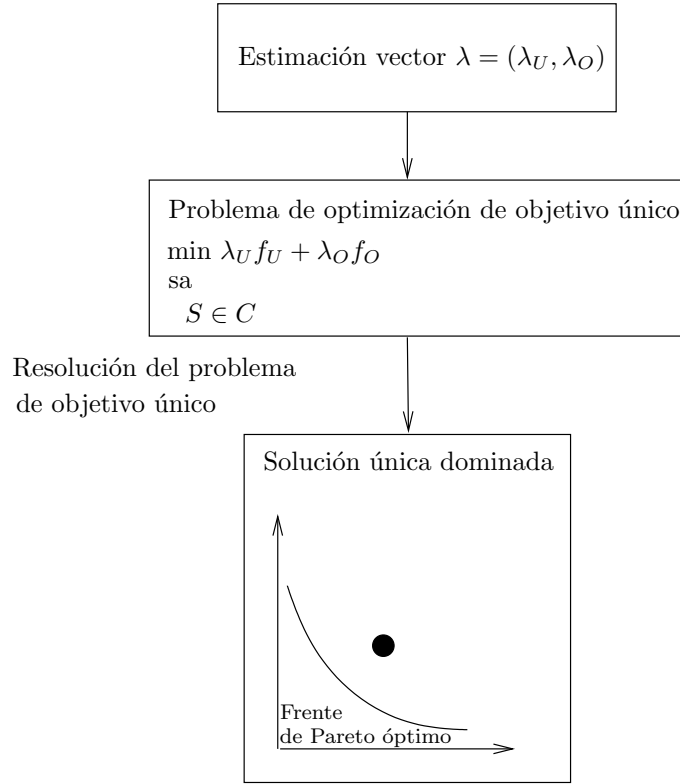 Estimación vector λ = (λ_U, λ_O)
Problema de optimización de objetivo único
min λ_U f_U + λ_O f_O
sa
S ∈ C
Resolución del problema
de objetivo único
Solución única dominada
Frente
de Pareto óptimo